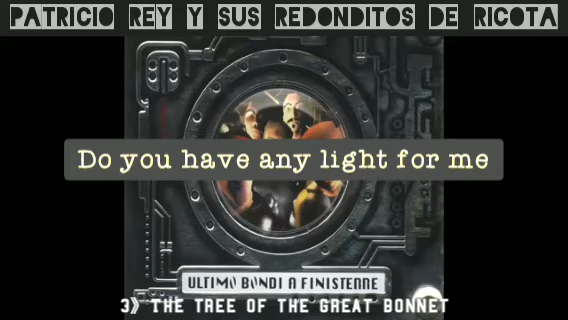 PATRICIO REY Y SUS REDONDITOS DE RICOTA
Do you have any light for me
ULTIMO BONDI A FINISTERRE
3) THE TREE OF THE GREAT BONNET